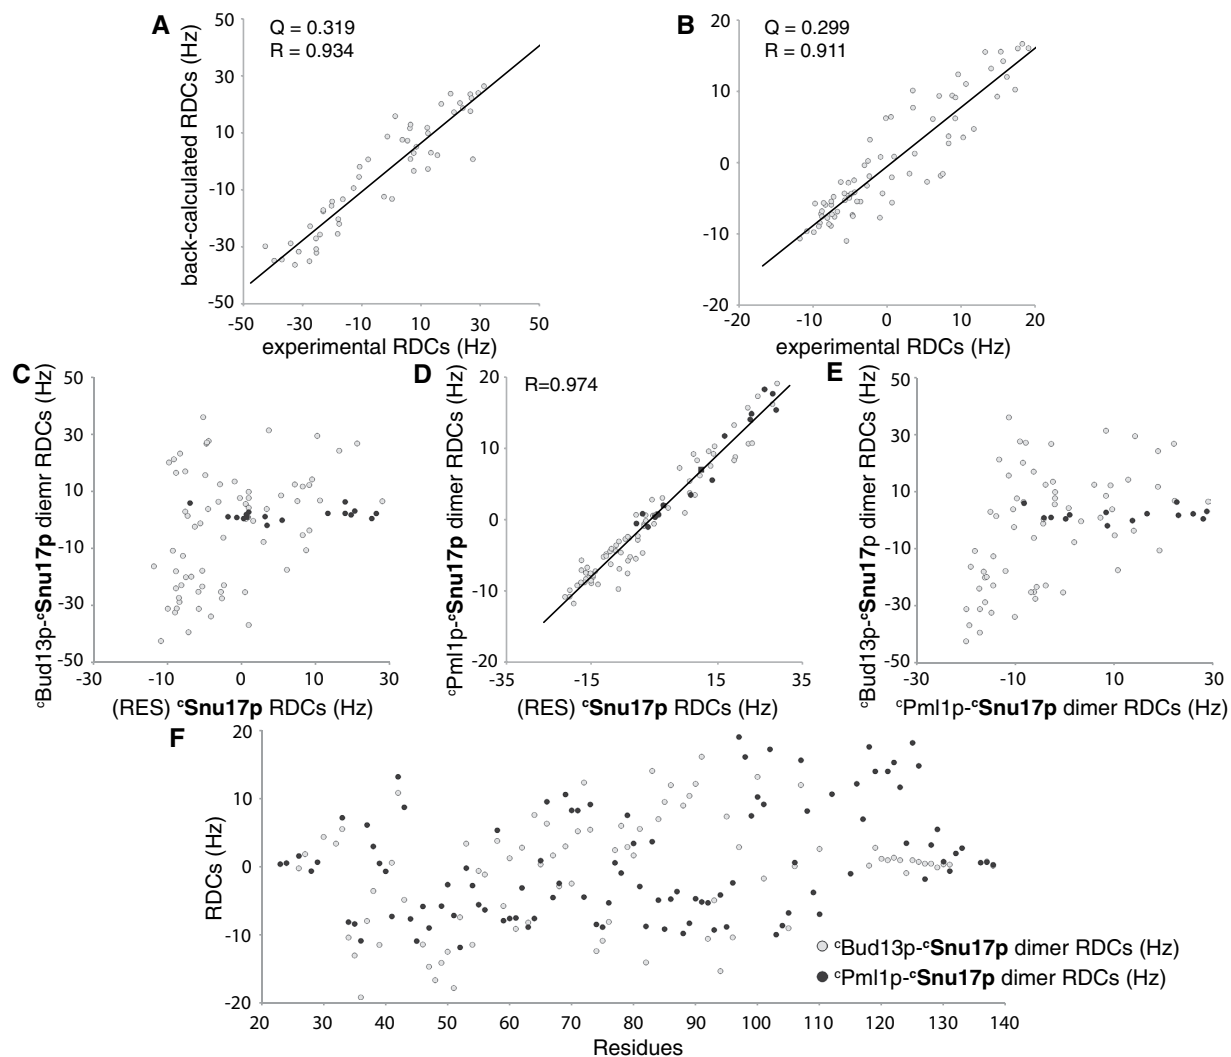 A
Q = 0.319
R = 0.934
back-calculated RDCs (Hz)
50
30
10
-10
-30
-50
-50 -30 -10 10 30 50
experimental RDCs (Hz)
B
Q = 0.299
R = 0.911
20
10
0
-10
-20
-20 -10 0 10 20
experimental RDCs (Hz)
C
cBud13p-cSnu17p diemr RDCs (Hz)
50
30
10
-10
-30
-50
-30 -10 0 10 30
(RES) cSnu17p RDCs (Hz)
D
R=0.974
cPml1p-cSnu17p dimer RDCs (Hz)
20
10
0
-10
-20
-35 -15 15 35
(RES) cSnu17p RDCs (Hz)
E
cBud13p-cSnu17p dimer RDCs (Hz)
50
30
10
-10
-30
-50
-30 -10 10 30
cPml1p-cSnu17p dimer RDCs (Hz)
F
RDCs (Hz)
20
10
0
-10
-20
20 30 40 50 60 70 80 90 100 110 120 130 140
Residues
cBud13p-cSnu17p dimer RDCs (Hz)
cPml1p-cSnu17p dimer RDCs (Hz)